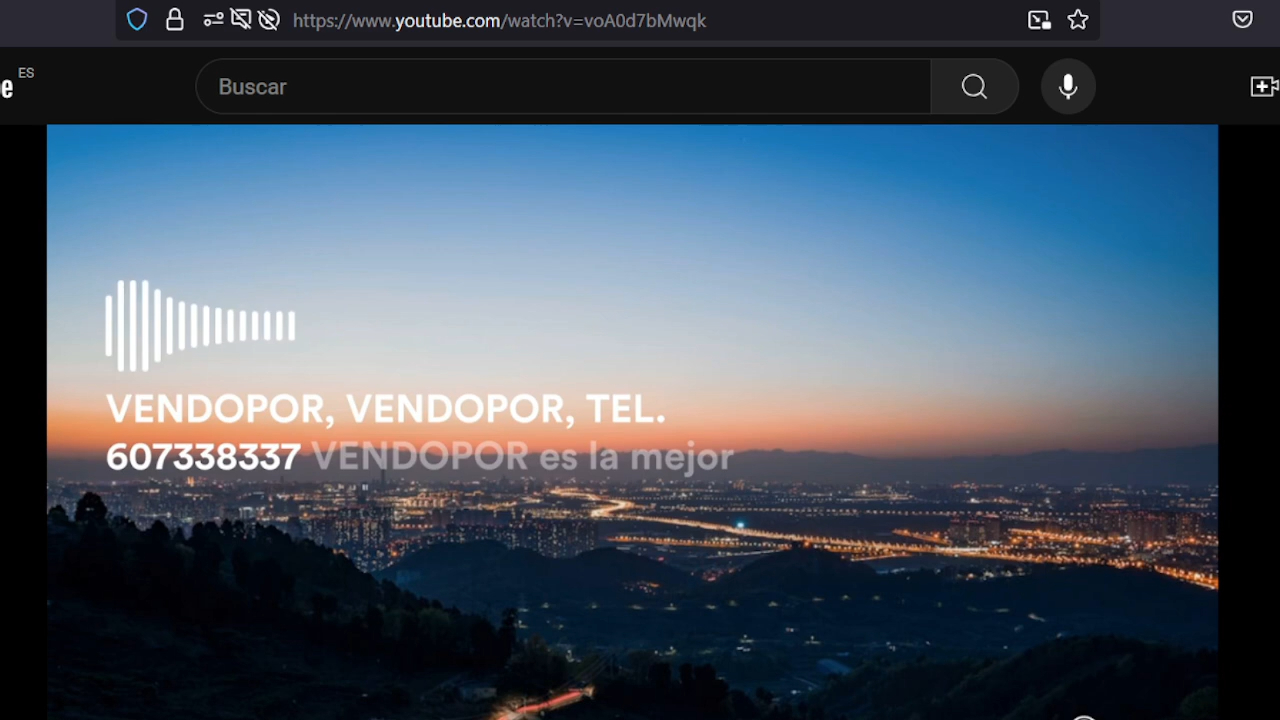 https://www.youtube.com/watch?v=voA0d7bMwqk
ES
Buscar
VENDOPOR, VENDOPOR, TEL.
607338337 VENDOPOR es la mejor